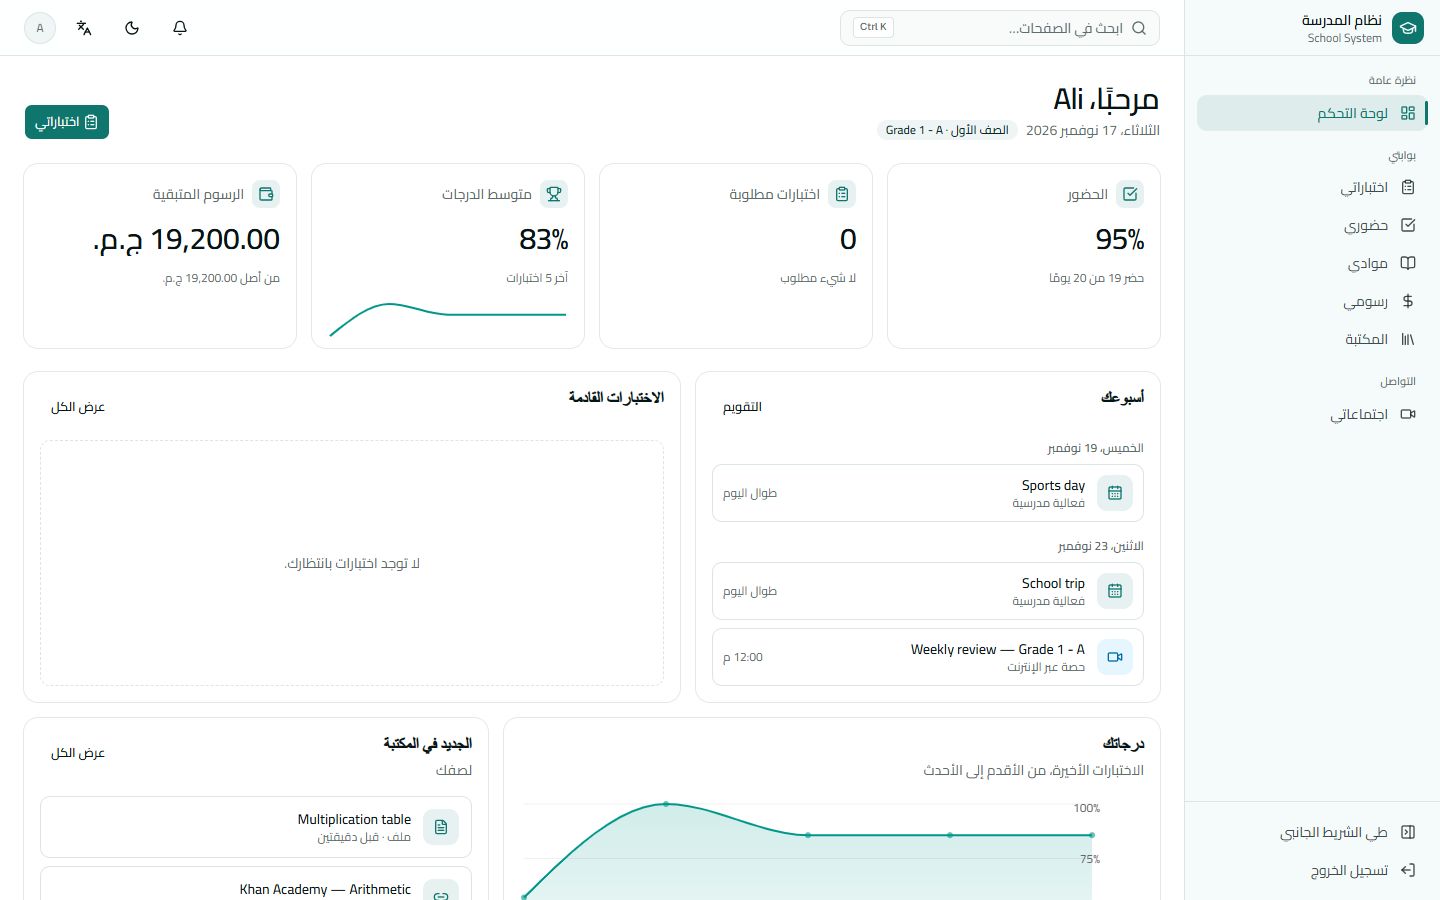 نظام المدرسة
School System
ابحث في الصفحات...
Ctrl K
A
نظرة عامة
لوحة التحكم
بوابتي
اختباراتي
حضوري
موادي
رسومي
المكتبة
التواصل
اجتماعاتي
طي الشريط الجانبي
تسجيل الخروج
مرحبًا، Ali
الثلاثاء، 17 نوفمبر 2026
الصف الأول · Grade 1 - A
اختباراتي
الحضور
95%
حضر 19 من 20 يومًا
اختبارات مطلوبة
0
لا شيء مطلوب
متوسط الدرجات
83%
آخر 5 اختبارات
الرسوم المتبقية
19,200.00 ج.م.
من أصل 19,200.00 ج.م.
أسبوعك
التقويم
الخميس، 19 نوفمبر
Sports day
فعالية مدرسية
طوال اليوم
الاثنين، 23 نوفمبر
School trip
فعالية مدرسية
طوال اليوم
Weekly review — Grade 1 - A
حصة عبر الإنترنت
12:00 م
الاختبارات القادمة
عرض الكل
لا توجد اختبارات بانتظارك.
درجاتك
الاختبارات الأخيرة، من الأقدم إلى الأحدث
100%
75%
الجديد في المكتبة
عرض الكل
لصفك
Multiplication table
ملف · قبل دقيقتين
Khan Academy — Arithmetic